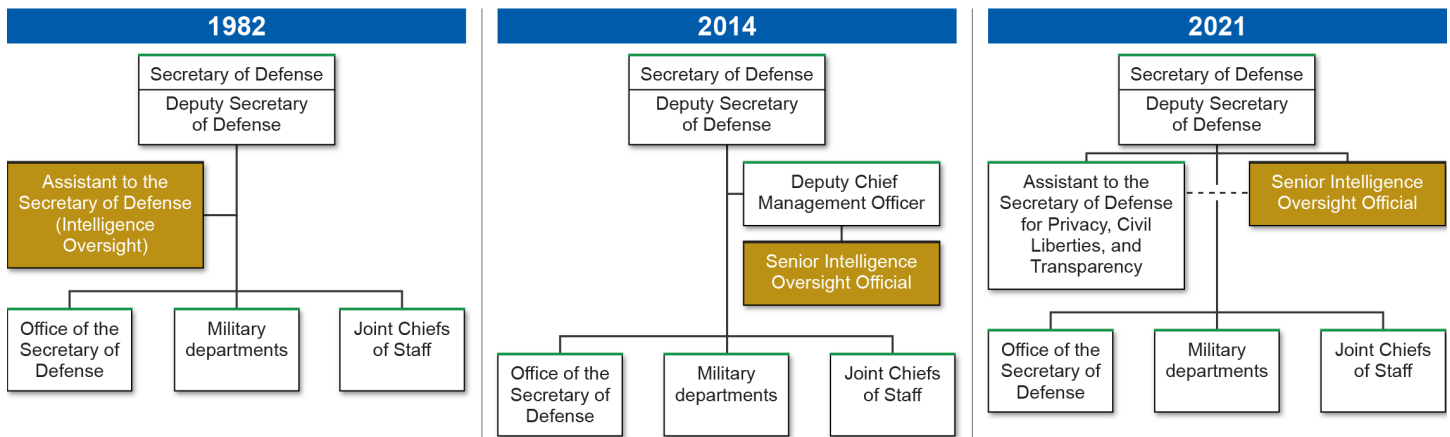 1982
Secretary of Defense
Deputy Secretary
of Defense
Assistant to the
Secretary of Defense
(Intelligence
Oversight)
Office of the
Secretary of
Defense
Military
departments
Joint Chiefs
of Staff
2014
Secretary of Defense
Deputy Secretary
of Defense
Deputy Chief
Management Officer
Senior Intelligence
Oversight Official
Office of the
Secretary of
Defense
Military
departments
Joint Chiefs
of Staff
2021
Secretary of Defense
Deputy Secretary
of Defense
Assistant to the
Secretary of Defense
for Privacy, Civil
Liberties, and
Transparency
Senior Intelligence
Oversight Official
Office of the
Secretary of
Defense
Military
departments
Joint Chiefs
of Staff